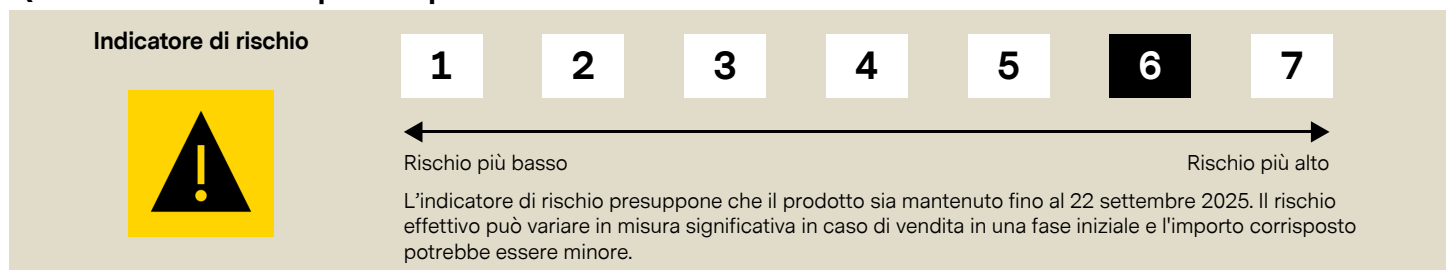 Indicatore di rischio
1 2 3 4 5 6 7
Rischio più basso Rischio più alto
L'indicatore di rischio presuppone che il prodotto sia mantenuto fino al 22 settembre 2025. Il rischio
effettivo può variare in misura significativa in caso di vendita in una fase iniziale e l'importo corrisposto
potrebbe essere minore.